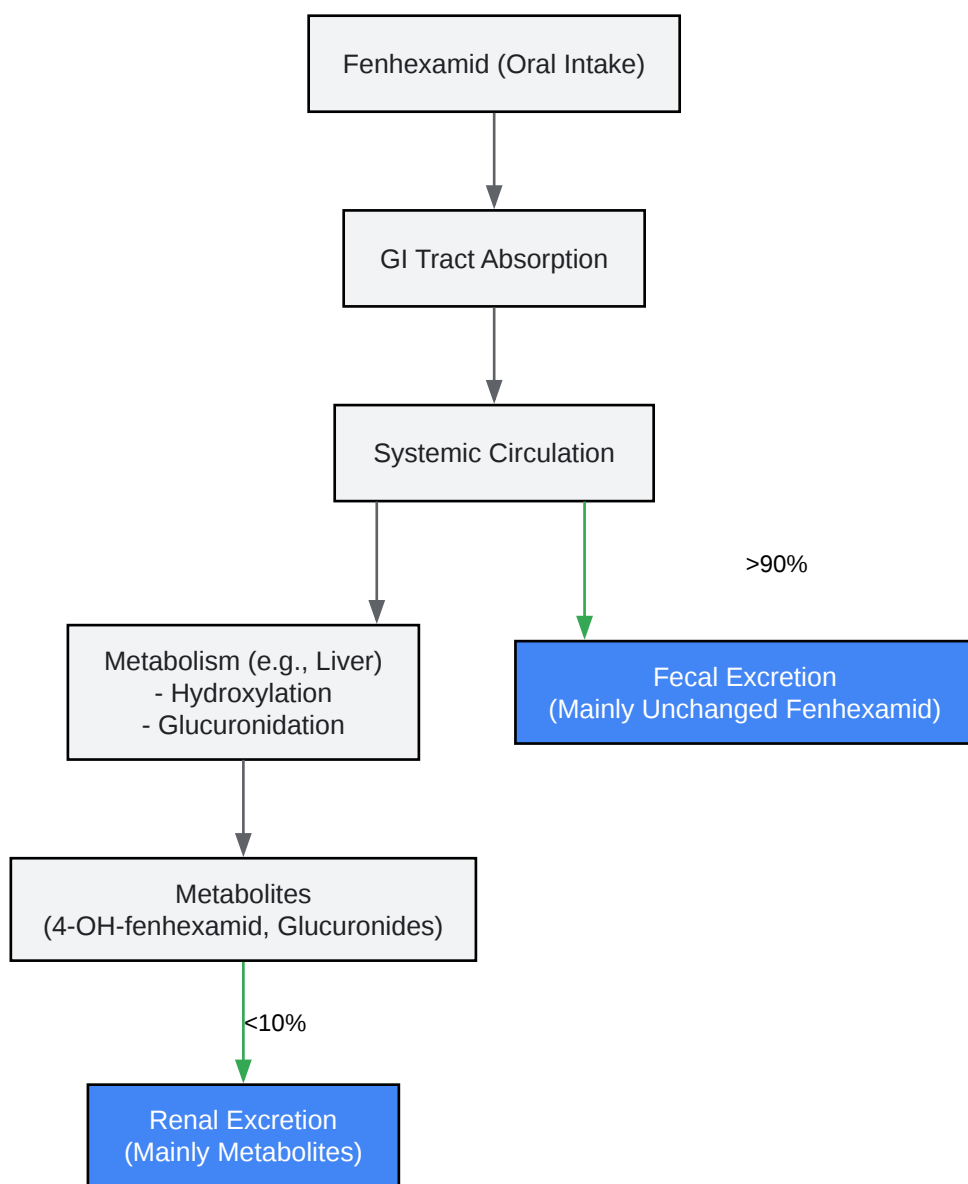 Fenhexamid (Oral Intake)
GI Tract Absorption
Systemic Circulation
>90%
Metabolism (e.g., Liver)
- Hydroxylation
- Glucuronidation
Fecal Excretion
(Mainly Unchanged Fenhexamid)
Metabolites
(4-OH-fenhexamid, Glucuronides)
<10%
Renal Excretion
(Mainly Metabolites)